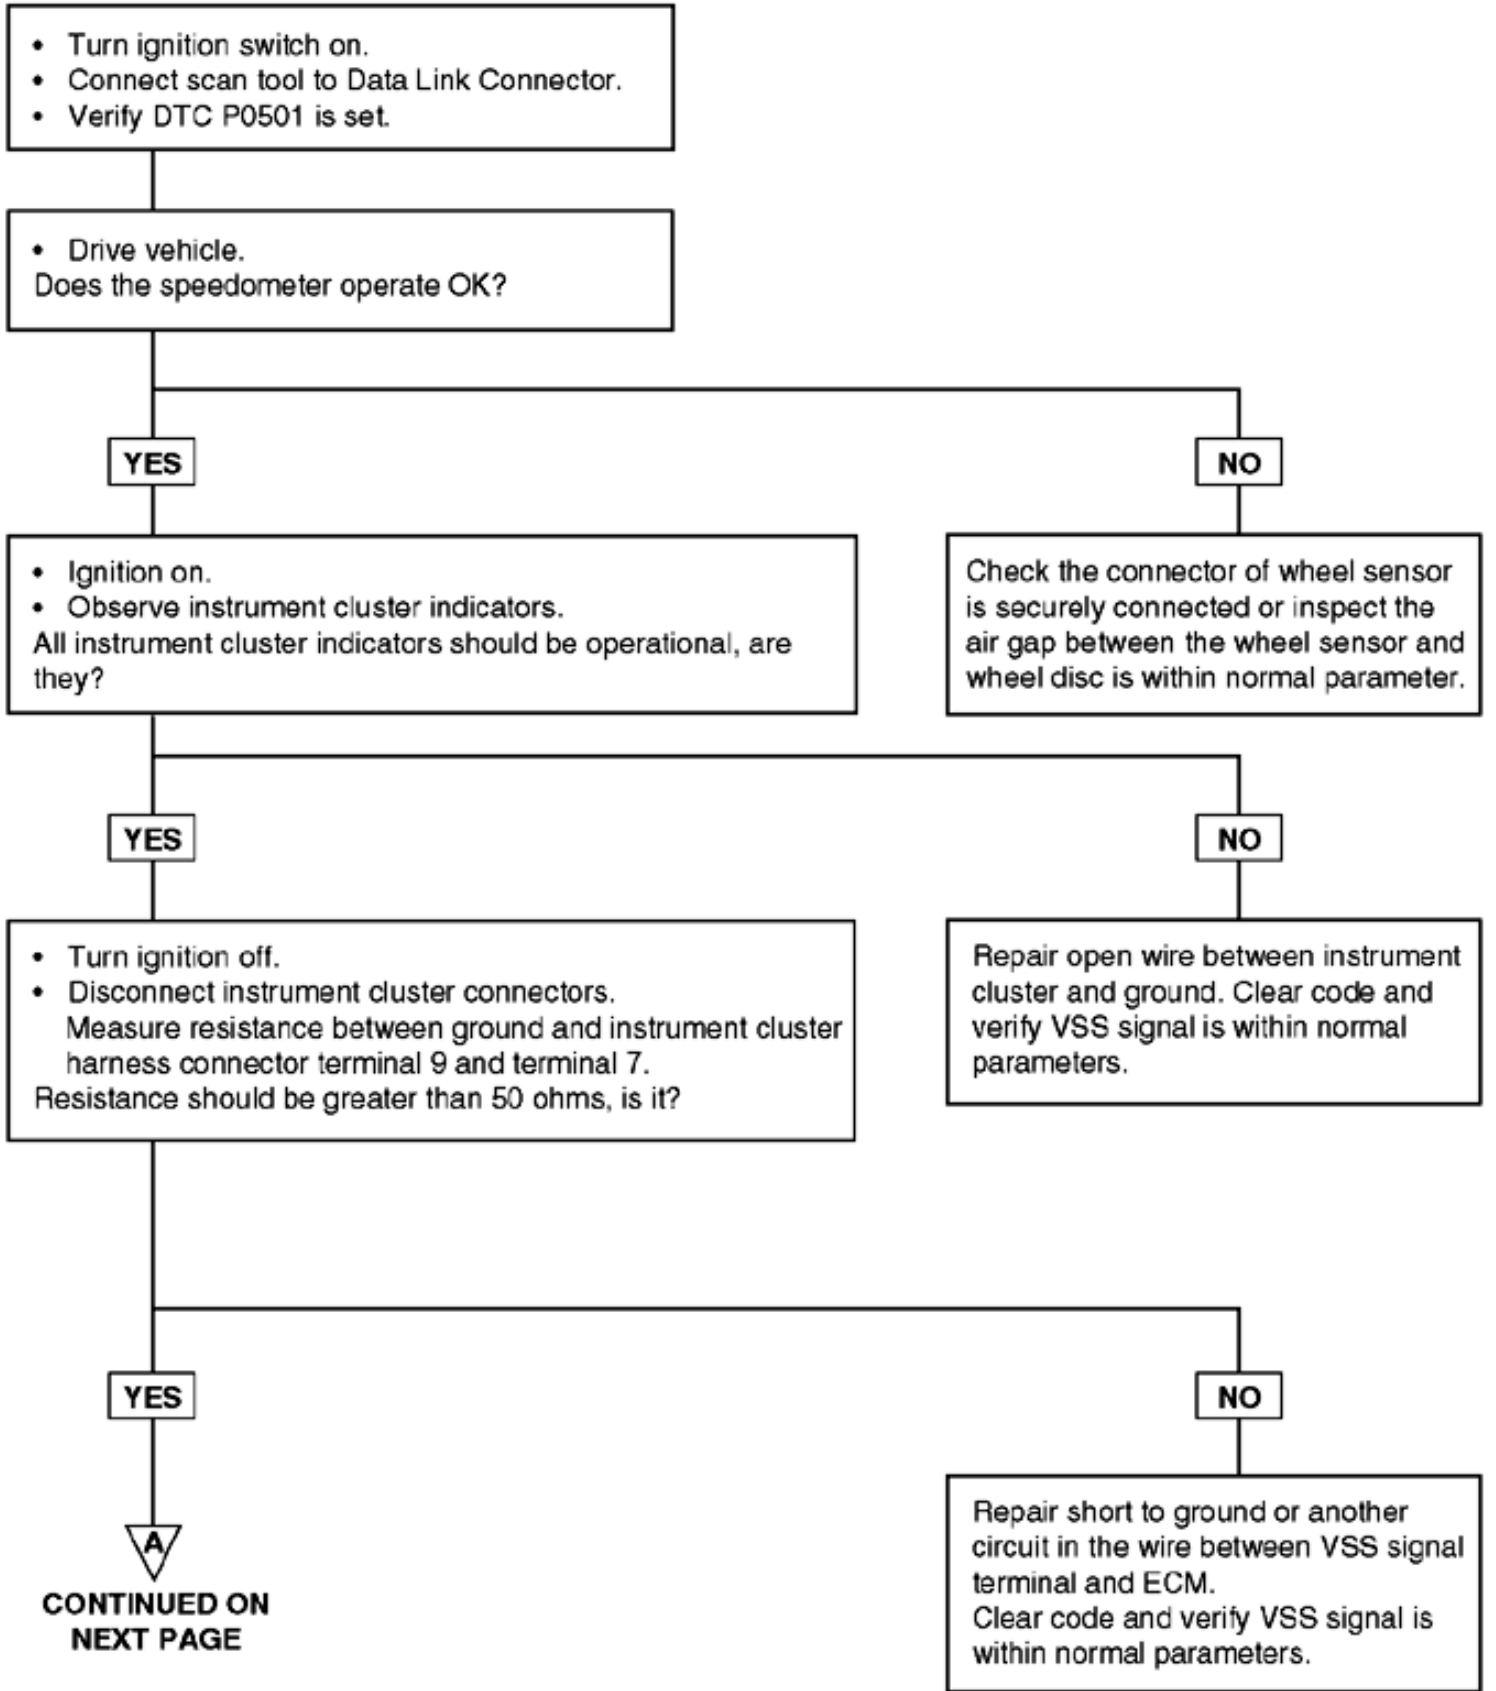 • Turn ignition switch on.
• Connect scan tool to Data Link Connector.
• Verify DTC P0501 is set.
• Drive vehicle.
Does the speedometer operate OK?
YES
NO
• Ignition on.
• Observe instrument cluster indicators.
All instrument cluster indicators should be operational, are
they?
Check the connector of wheel sensor
is securely connected or inspect the
air gap between the wheel sensor and
wheel disc is within normal parameter.
YES
NO
• Turn ignition off.
• Disconnect instrument cluster connectors.
Measure resistance between ground and instrument cluster
harness connector terminal 9 and terminal 7.
Resistance should be greater than 50 ohms, is it?
Repair open wire between instrument
cluster and ground. Clear code and
verify VSS signal is within normal
parameters.
YES
NO
A
CONTINUED ON
NEXT PAGE
Repair short to ground or another
circuit in the wire between VSS signal
terminal and ECM.
Clear code and verify VSS signal is
within normal parameters.